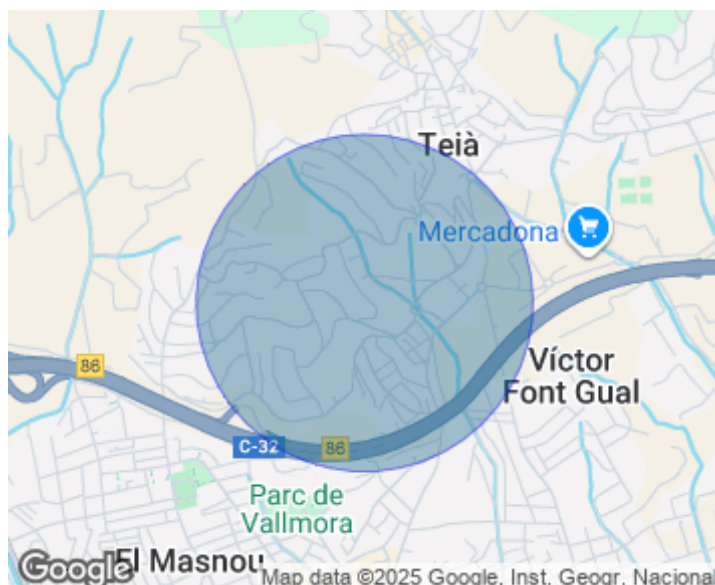 Teià
Mercadona
86
Víctor
Font Gual
C-32
86
Parc de
Vallmora
El Masnou
Google
Map data ©2025 Google, Inst. Geogr. Nacional